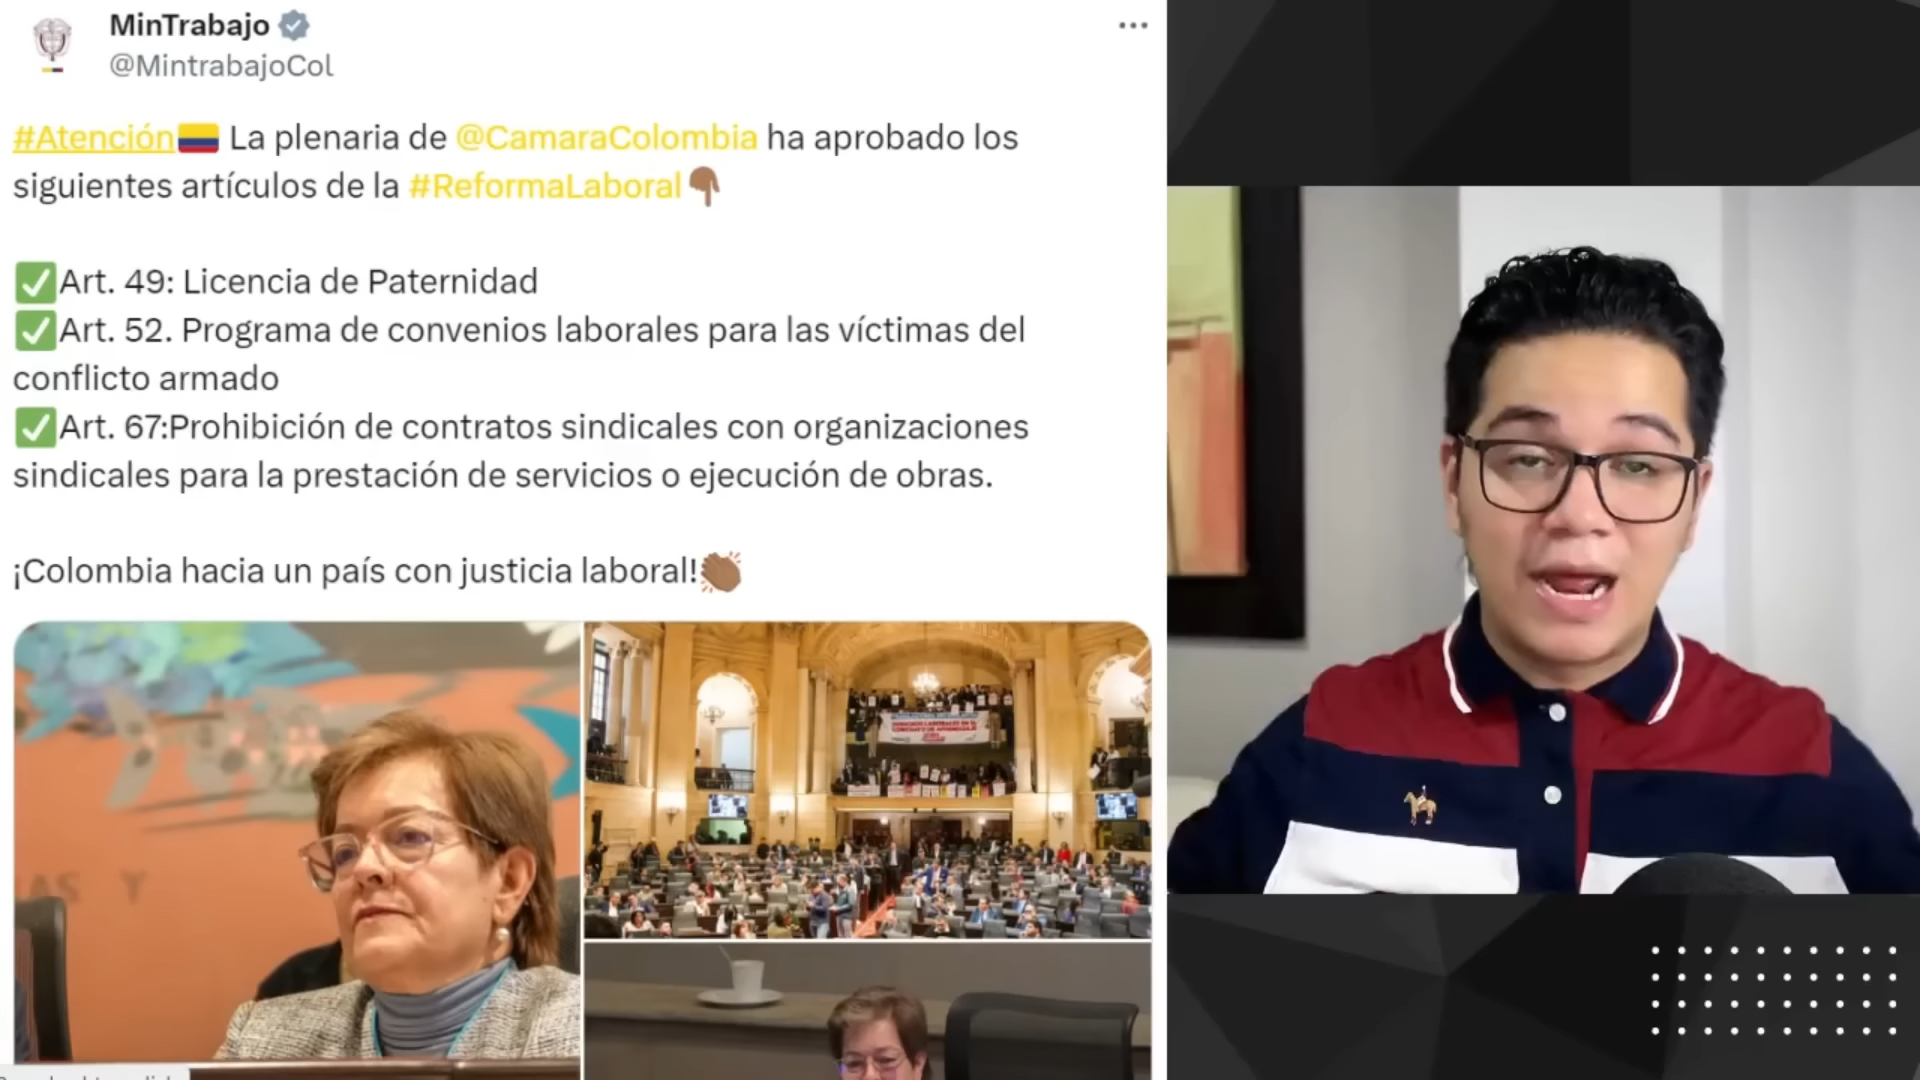 MinTrabajo
@MintrabajoCol
#Atención🇨🇴 La plenaria de @CamaraColombia ha aprobado los
siguientes artículos de la #ReformaLaboral👇🏾
✅Art. 49: Licencia de Paternidad
✅Art. 52. Programa de convenios laborales para las víctimas del
conflicto armado
✅Art. 67:Prohibición de contratos sindicales con organizaciones
sindicales para la prestación de servicios o ejecución de obras.
¡Colombia hacia un país con justicia laboral!👏🏾
AS Y